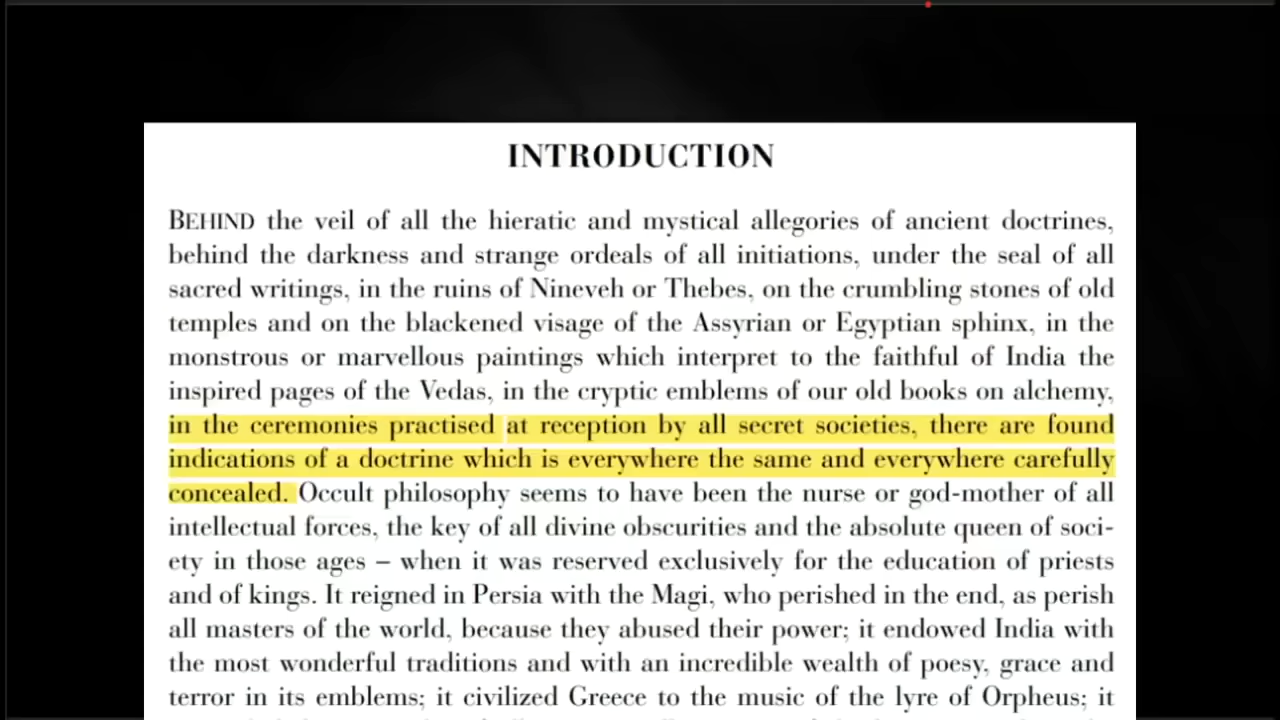 INTRODUCTION
BEHIND the veil of all the hieratic and mystical allegories of ancient doctrines,
behind the darkness and strange ordeals of all initiations, under the seal of all
sacred writings, in the ruins of Nineveh or Thebes, on the crumbling stones of old
temples and on the blackened visage of the Assyrian or Egyptian sphinx, in the
monstrous or marvellous paintings which interpret to the faithful of India the
inspired pages of the Vedas, in the cryptic emblems of our old books on alchemy,
in the ceremonies practised at reception by all secret societies, there are found
indications of a doctrine which is everywhere the same and everywhere carefully
concealed. Occult philosophy seems to have been the nurse or god-mother of all
intellectual forces, the key of all divine obscurities and the absolute queen of soci-
ety in those ages – when it was reserved exclusively for the education of priests
and of kings. It reigned in Persia with the Magi, who perished in the end, as perish
all masters of the world, because they abused their power; it endowed India with
the most wonderful traditions and with an incredible wealth of poesy, grace and
terror in its emblems; it civilized Greece to the music of the lyre of Orpheus; it